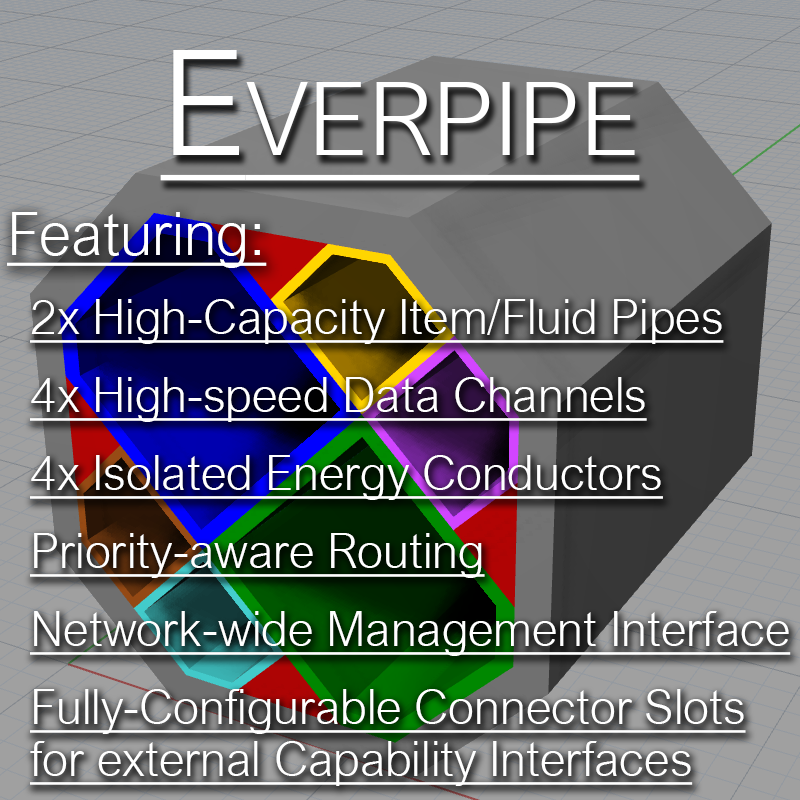 Everpipe
Featuring:
2x High-Capacity Item/Fluid Pipes
4x High-speed Data Channels
4x Isolated Energy Conductors
Priority-aware Routing
Network-wide Management Interface
Fully-Configurable Connector Slots
for external Capability Interfaces